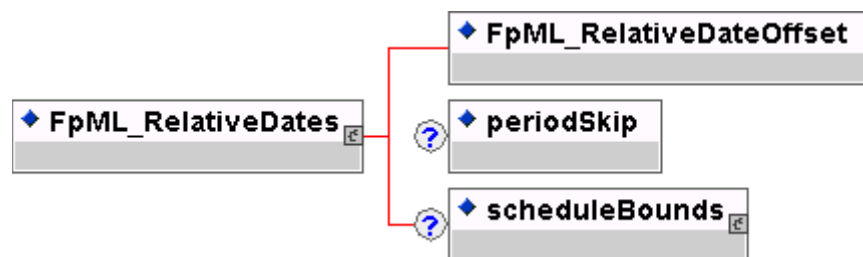 FpML_RelativeDateOffset
FpML_RelativeDates
? periodSkip
? scheduleBounds